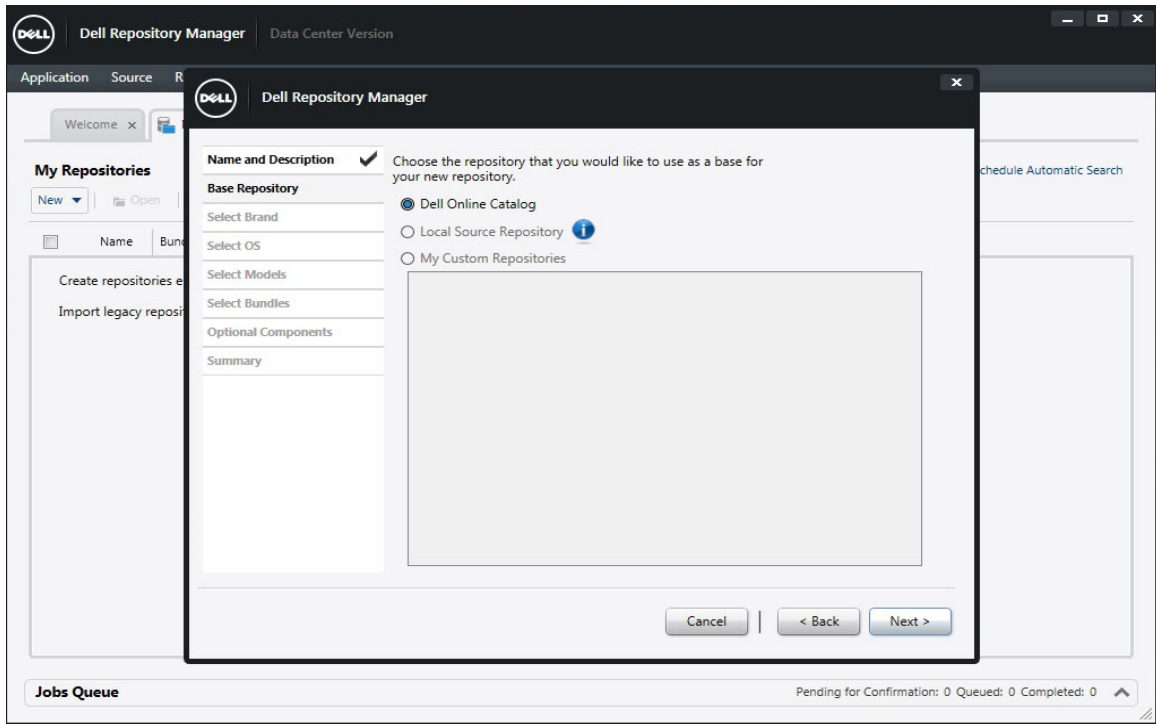 DELL
Dell Repository Manager
Data Center Version
Application Source R
DELL
Dell Repository Manager
Welcome
My Repositories
chedule Automatic Search
New
Open
Name
Bund
Create repositories e
Import legacy reposit
Name and Description
Base Repository
Select Brand
Select OS
Select Models
Select Bundles
Optional Components
Summary
Choose the repository that you would like to use as a base for
your new repository.
Dell Online Catalog
Local Source Repository
My Custom Repositories
Cancel
< Back
Next >
Jobs Queue
Pending for Confirmation: 0 Queued: 0 Completed: 0